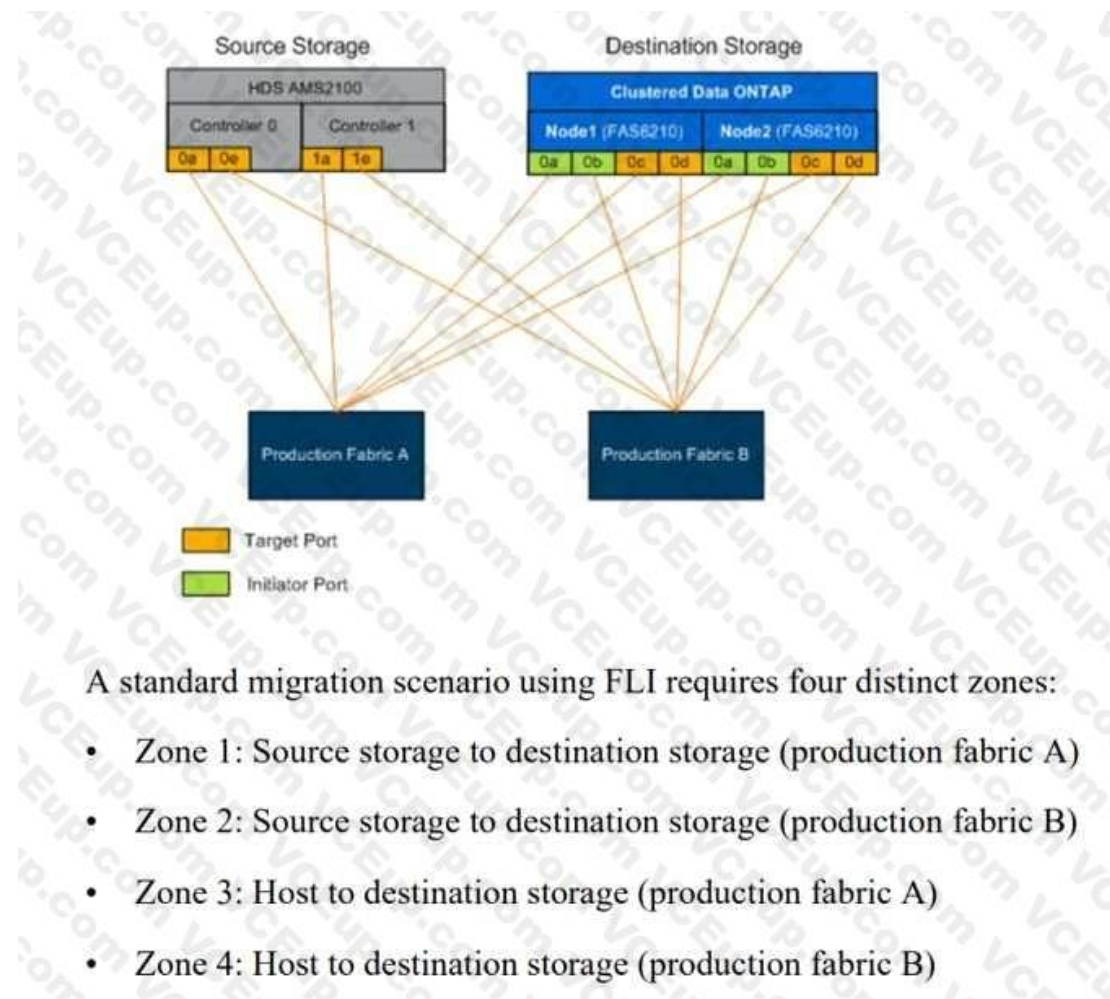 Source Storage
Destination Storage
HDS AMS2100
Clustered Data ONTAP
Controller 0
Controller 1
Node1 (FAS6210)
Node2 (FAS6210)
0a 0e
1a 1e
0a 0b 0c 0d 0a 0b 0c 0d
Production Fabric A
Production Fabric B
Target Port
Initiator Port
A standard migration scenario using FLI requires four distinct zones:
• Zone 1: Source storage to destination storage (production fabric A)
• Zone 2: Source storage to destination storage (production fabric B)
• Zone 3: Host to destination storage (production fabric A)
• Zone 4: Host to destination storage (production fabric B)
VCEup.com